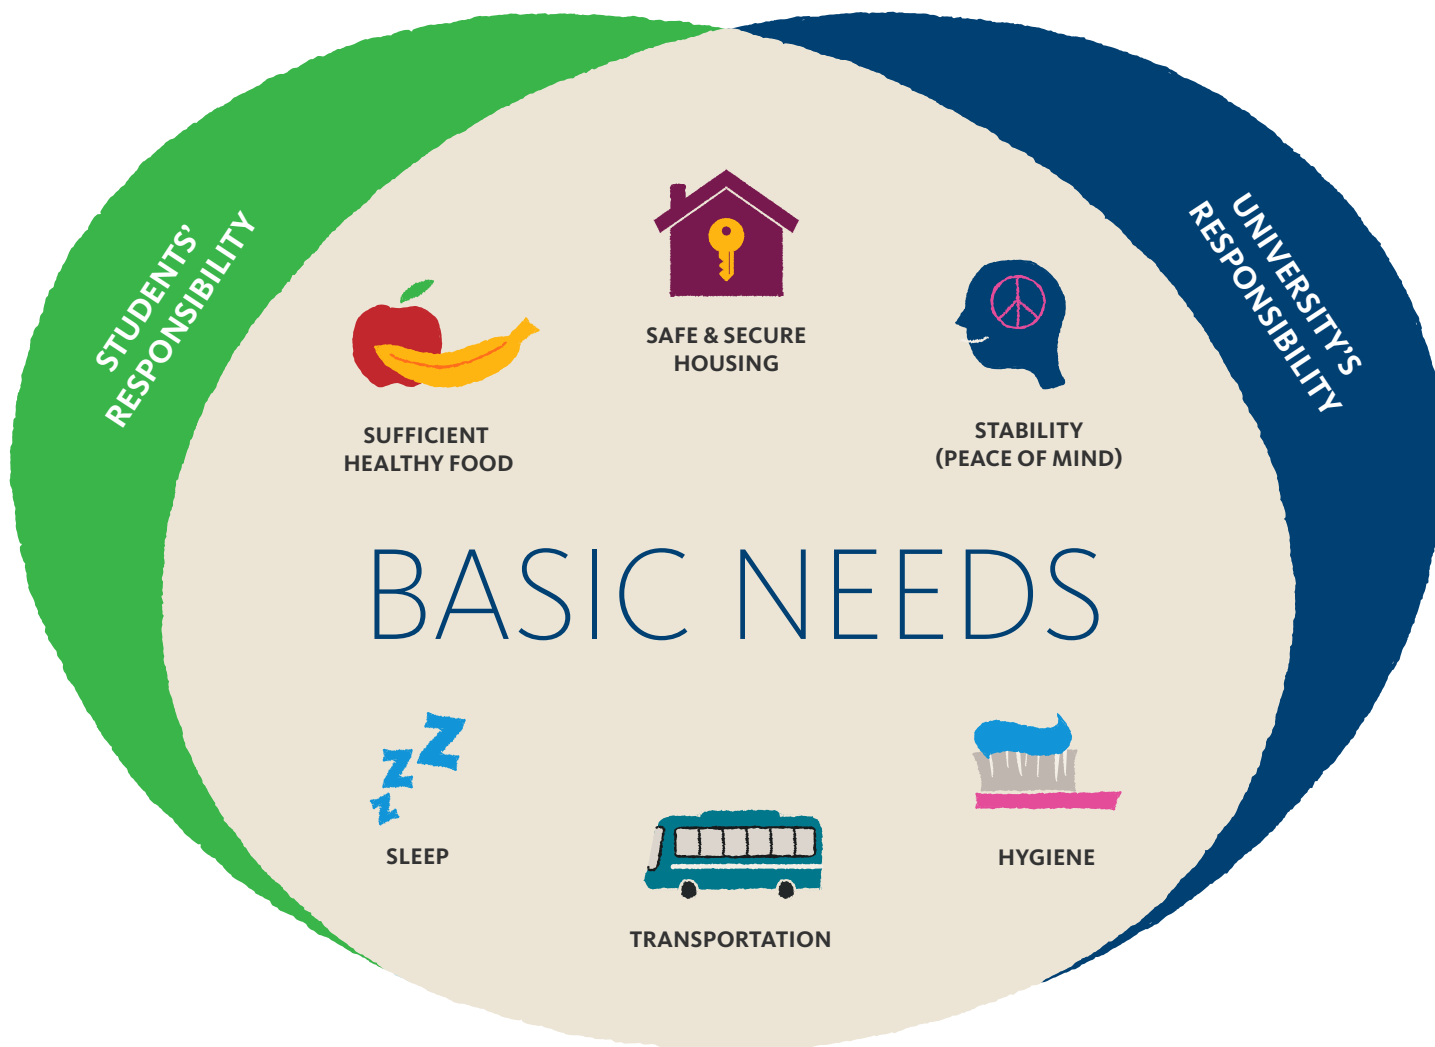 STUDENTS'
RESPONSIBILITY
UNIVERSITY'S
RESPONSIBILITY
SAFE & SECURE
HOUSING
SUFFICIENT
HEALTHY FOOD
STABILITY
(PEACE OF MIND)
BASIC NEEDS
SLEEP
HYGIENE
TRANSPORTATION